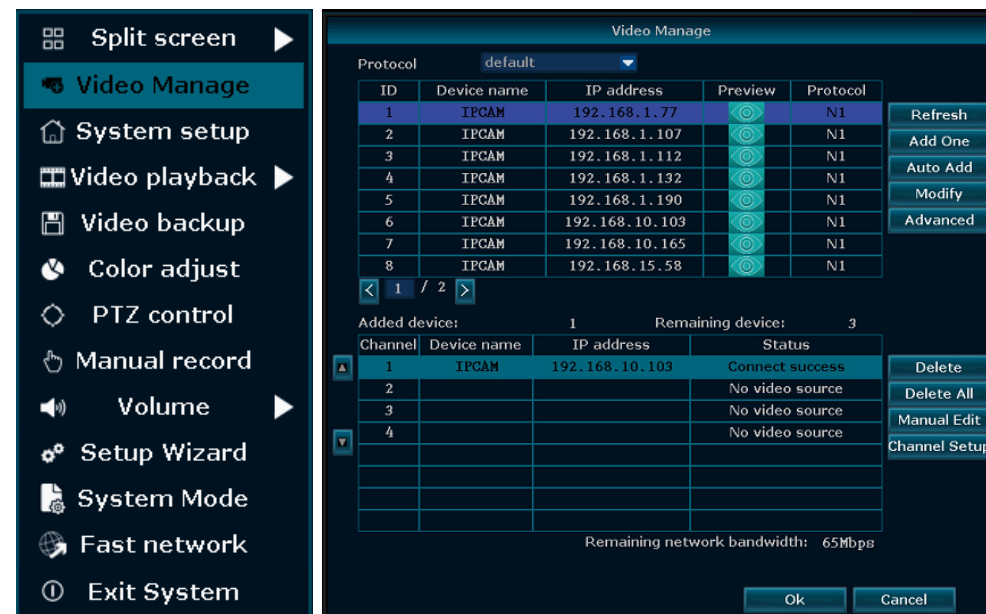 Split screen
Video Manage
System setup
Video playback
Video backup
Color adjust
PTZ control
Manual record
Volume
Setup Wizard
System Mode
Fast network
Exit System
Video Manage
Protocol default
ID Device name IP address Preview Protocol
1 IPCAM 192.168.1.77 N1
2 IPCAM 192.168.1.107 N1
3 IPCAM 192.168.1.112 N1
4 IPCAM 192.168.1.132 N1
5 IPCAM 192.168.1.190 N1
6 IPCAM 192.168.10.103 N1
7 IPCAM 192.168.10.165 N1
8 IPCAM 192.168.15.58 N1
Refresh
Add One
Auto Add
Modify
Advanced
< 1 / 2 >
Added device: 1 Remaining device: 3
Channel Device name IP address Status
1 IPCAM 192.168.10.103 Connect success
2 No video source
3 No video source
4 No video source
Delete
Delete All
Manual Edit
Channel Setup
Remaining network bandwidth: 65Mbps
Ok Cancel